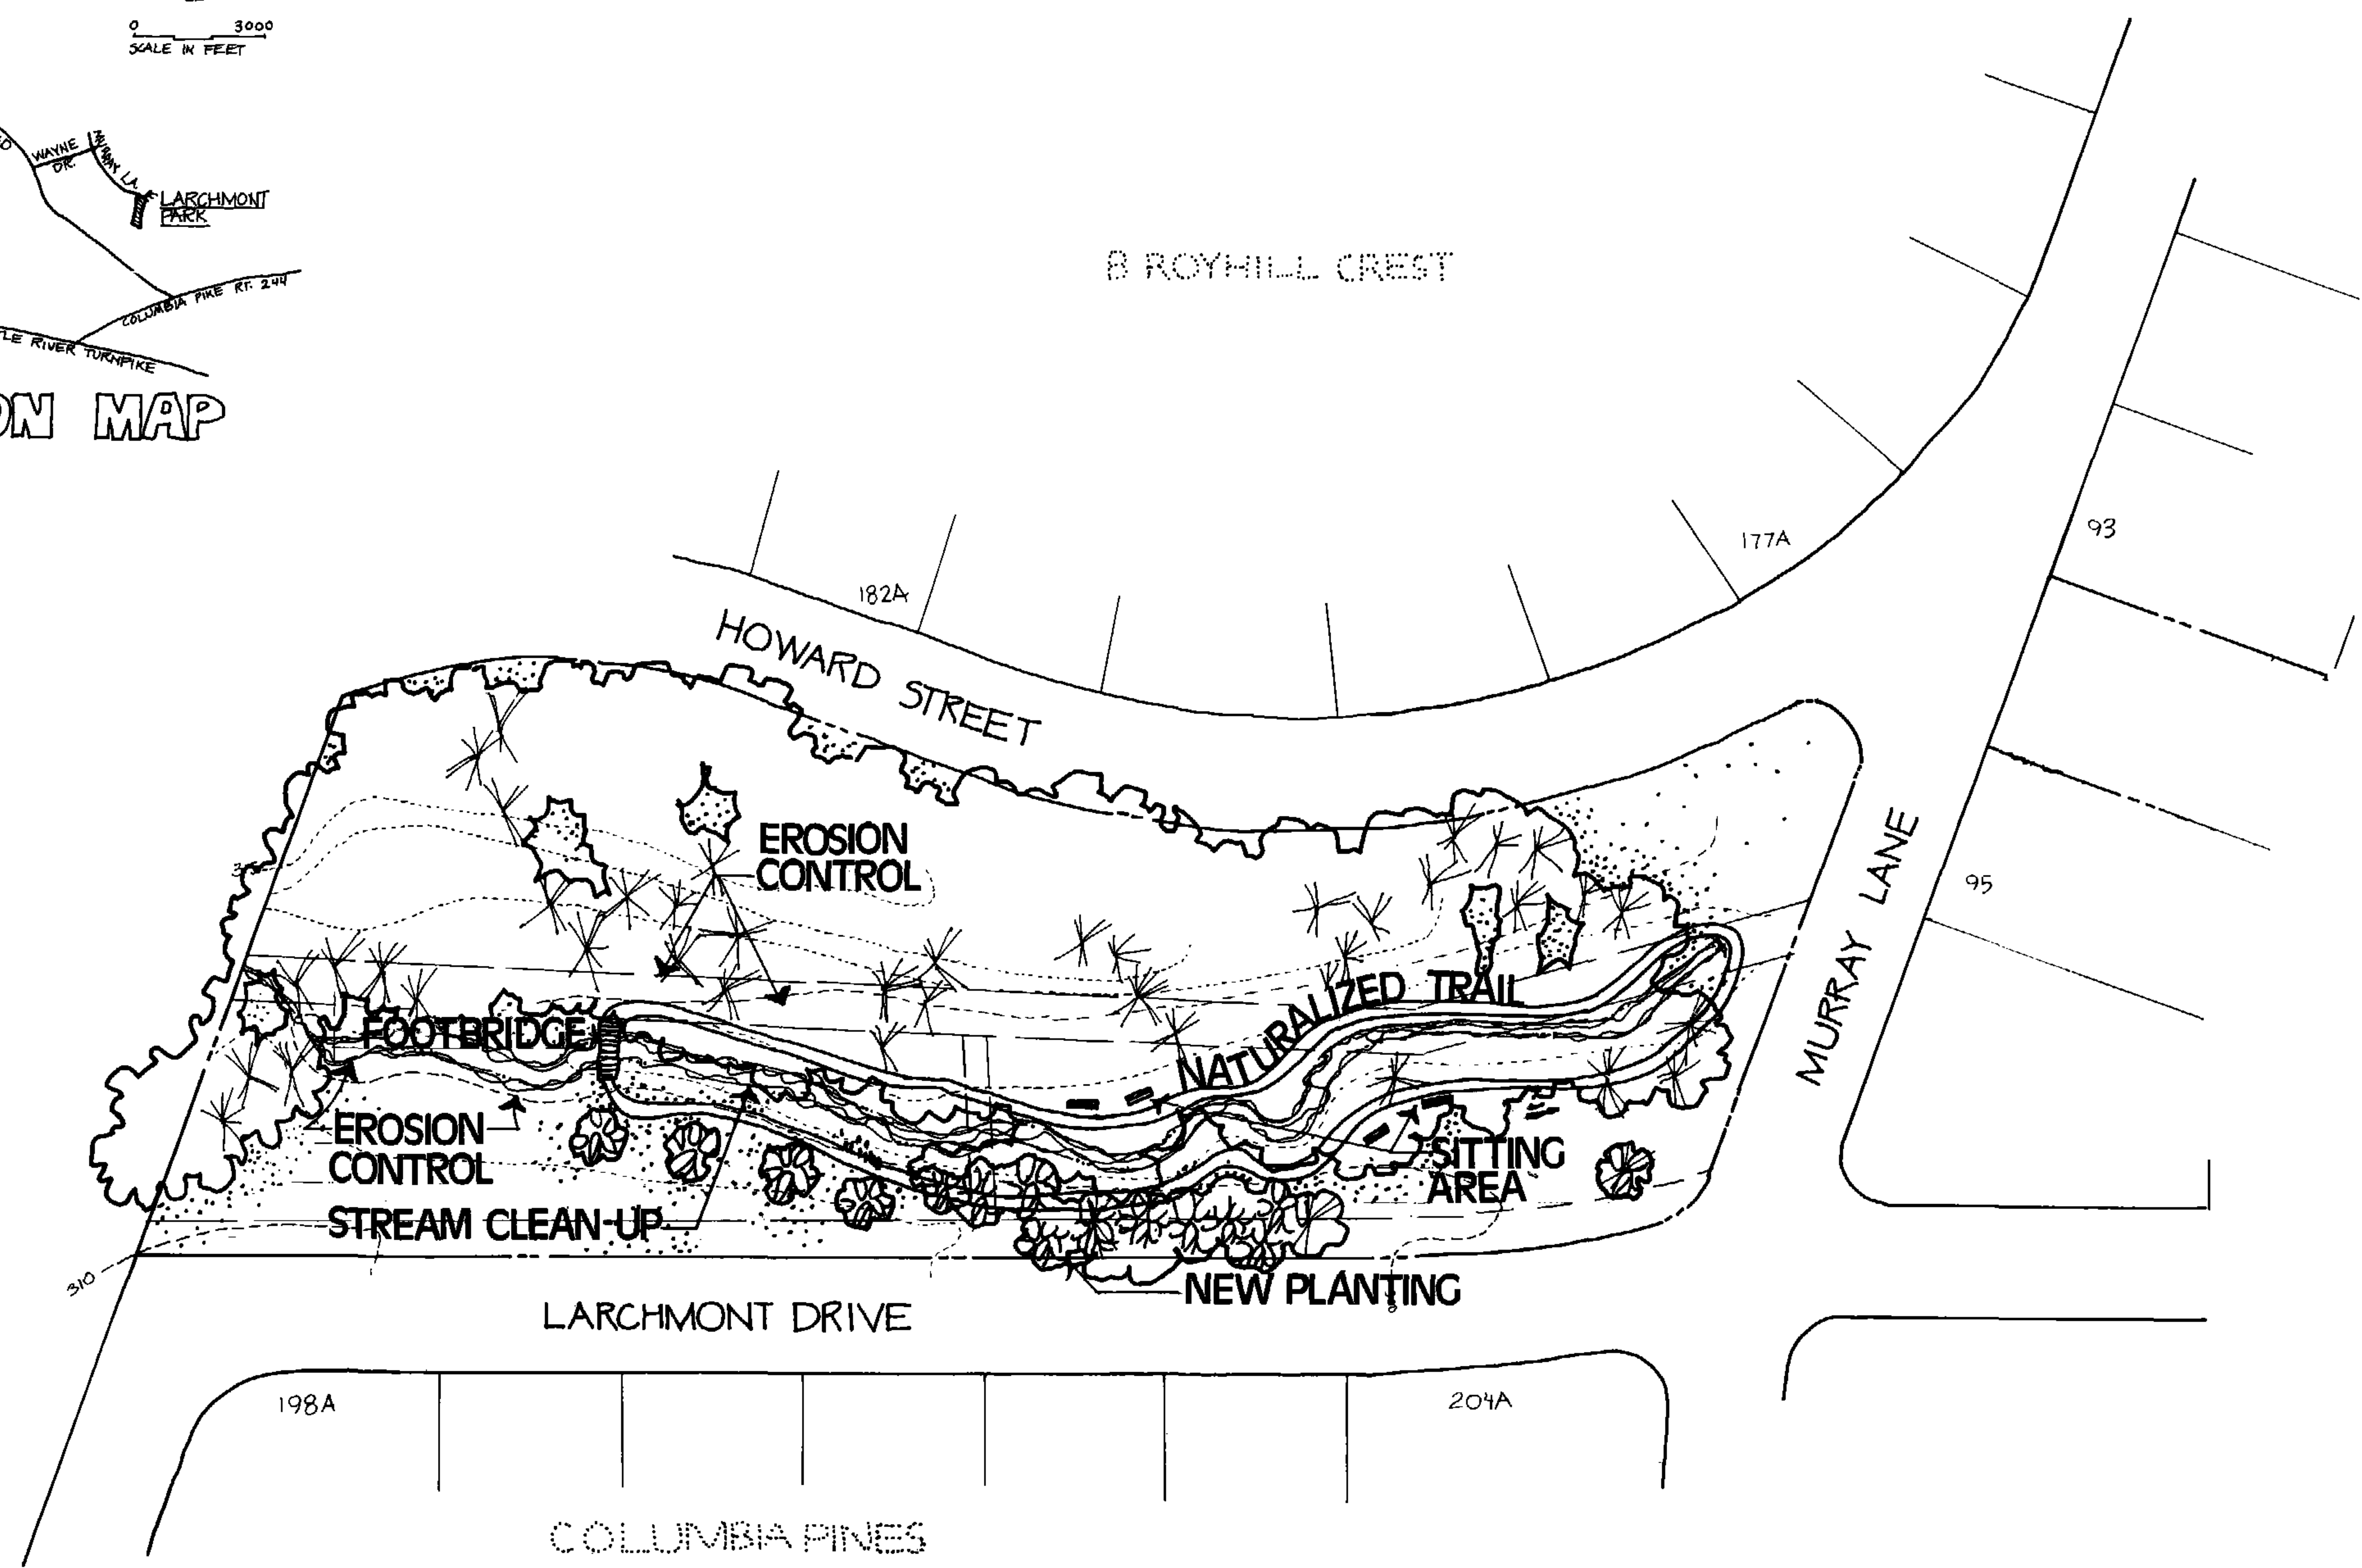 0 3000
SCALE IN FEET
WAYNE
DR.
LA.
LARCHMONT
PARK
COLUMBIA PIKE RT. 244
LE RIVER TURNPIKE
ON MAP
B ROYHILL CREST
177A
93
182A
HOWARD STREET
EROSION
CONTROL
95
MURRAY LANE
NATURALIZED TRAIL
FOOTBRIDGE
EROSION
CONTROL
SITTING
AREA
STREAM CLEAN-UP
310
NEW PLANTING
LARCHMONT DRIVE
198A
204A
COLUMBIA PINES